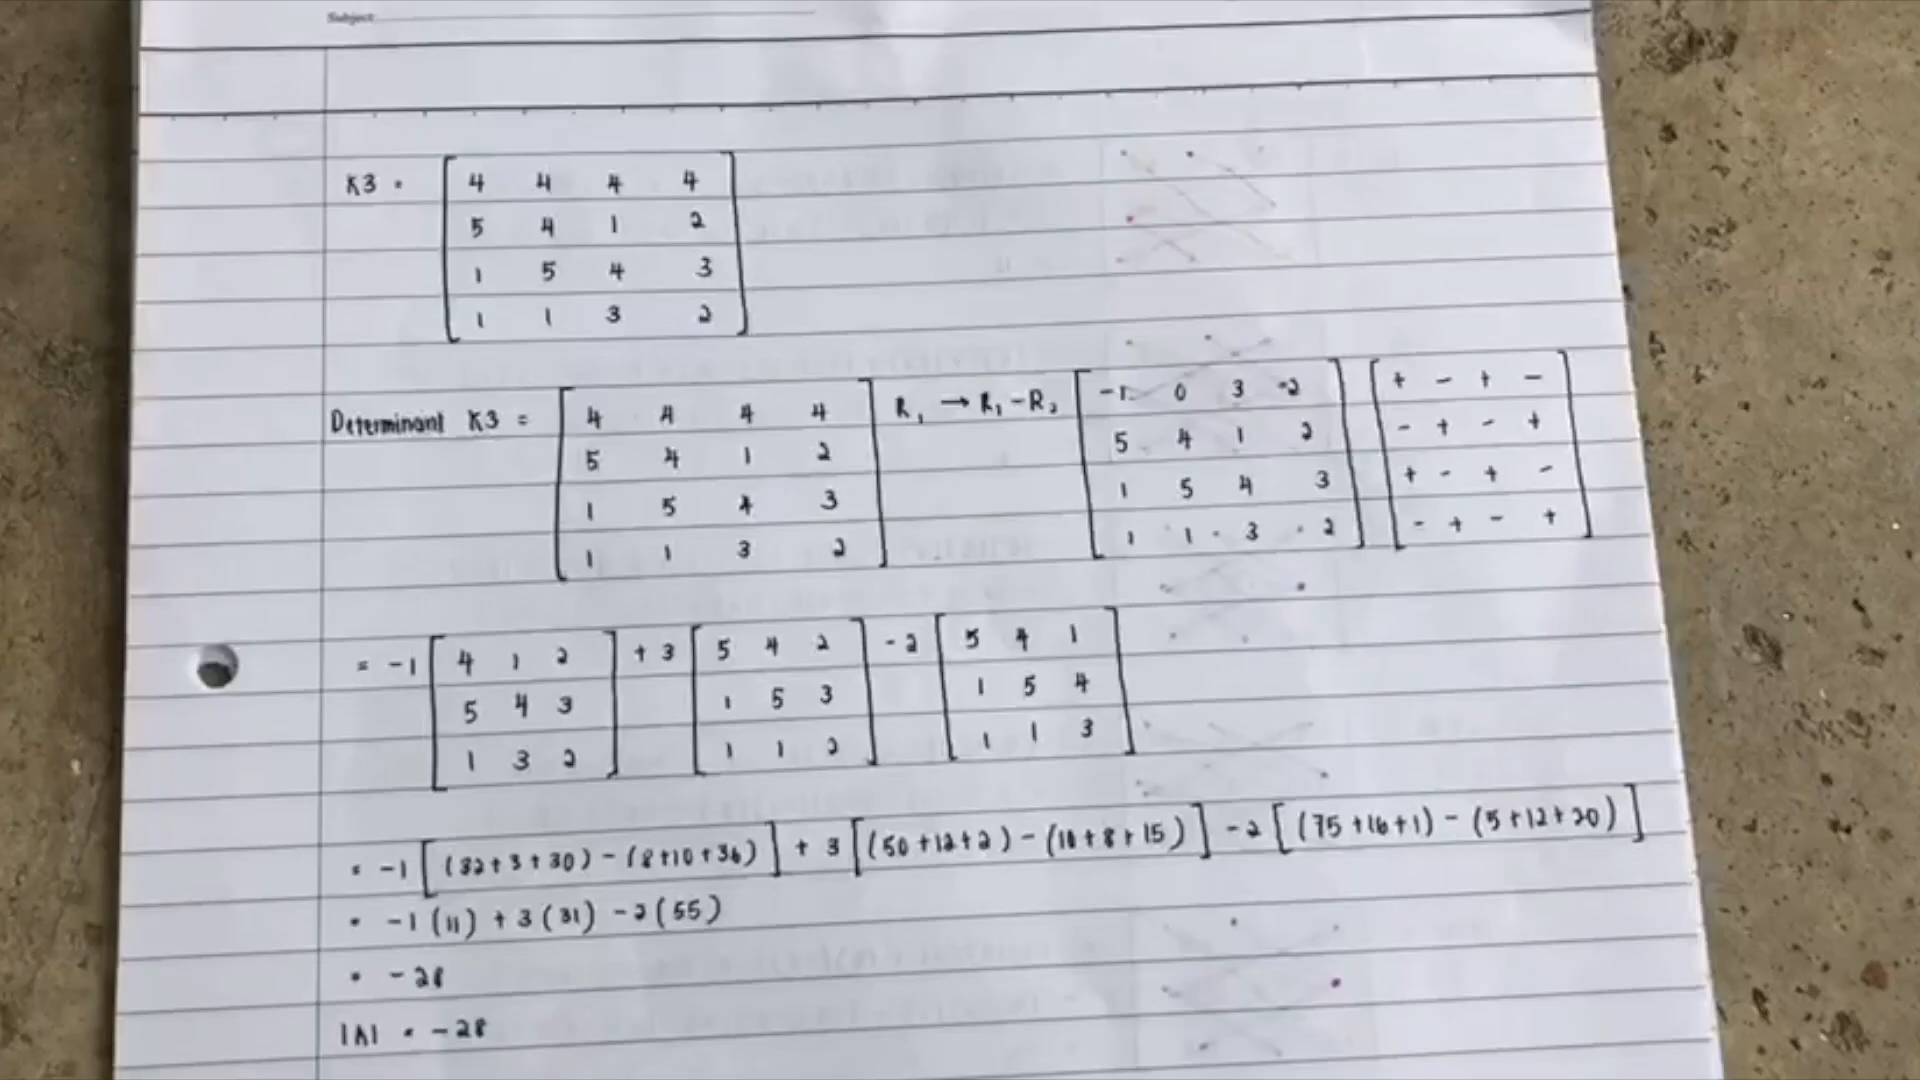 Subject
K3 = [ 4 4 4 4
5 4 1 2
1 5 4 3
1 1 3 2 ]
Determinant K3 = [ 4 4 4 4
5 4 1 2
1 5 4 3
1 1 3 2 ] R₁ → R₁ - R₂ [ -1 0 3 2
5 4 1 2
1 5 4 3
1 1 3 2 ] [ + - + -
- + - +
+ - + -
- + - + ]
= -1 [ 4 1 2
5 4 3
1 3 2 ] + 3 [ 5 4 2
1 5 3
1 1 2 ] - 2 [ 5 4 1
1 5 4
1 1 3 ]
= -1 [ (32 + 3 + 30) - (8 + 10 + 36) ] + 3 [ (50 + 12 + 2) - (10 + 8 + 15) ] - 2 [ (75 + 16 + 1) - (5 + 12 + 20) ]
= -1 (11) + 3 (31) - 2 (55)
= -28
|A| = -28